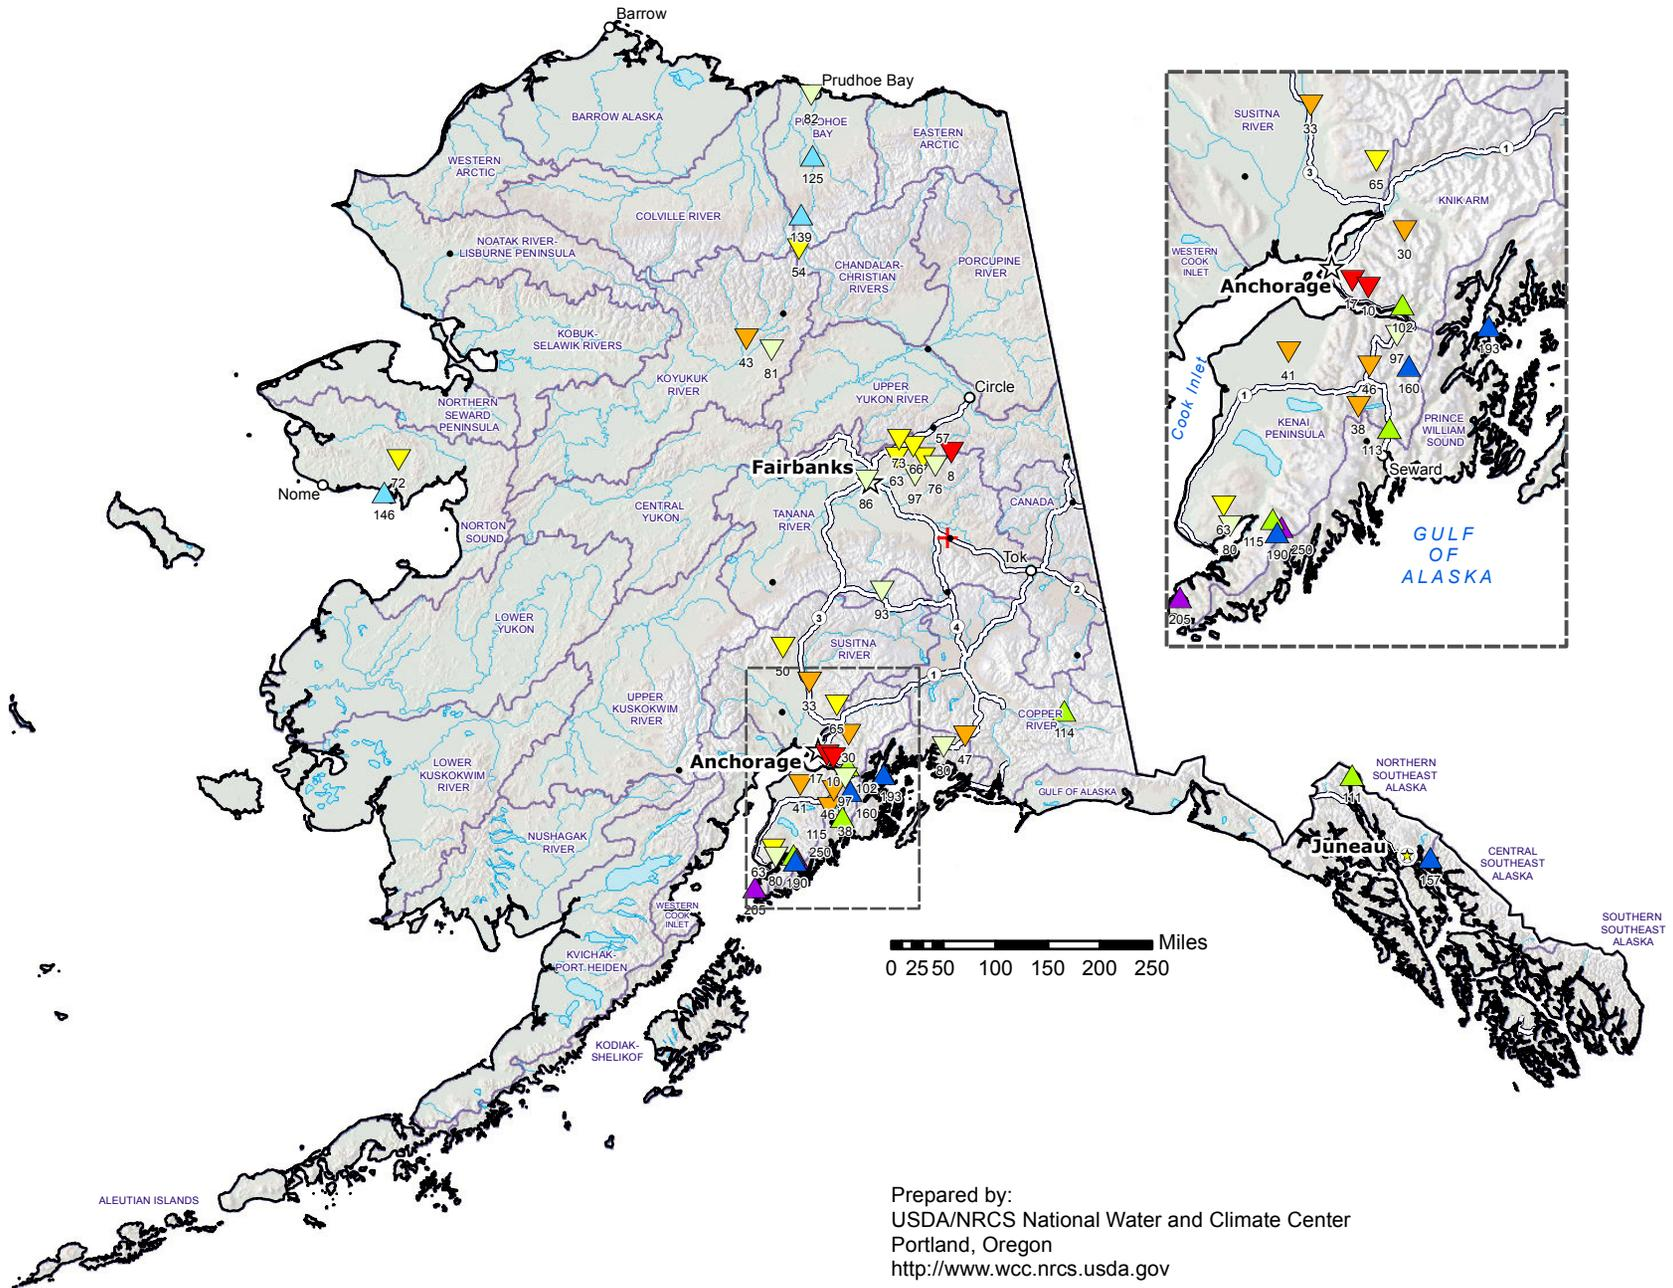 Barrow
Prudhoe Bay
82
BARROW ALASKA
BAY
EASTERN
ARCTIC
125
WESTERN
ARCTIC
COLVILLE RIVER
139
54
NOATAK RIVER-
LISBURNE PENINSULA
CHANDALAR-
CHRISTIAN
RIVERS
PORCUPINE
RIVER
KOBUK-
SELAWIK RIVERS
43
81
KOYUKUK
RIVER
UPPER
YUKON RIVER
Circle
NORTHERN
SEWARD
PENINSULA
57
73
66
8
63
76
97
Fairbanks
86
72
Nome
146
NORTON
SOUND
CENTRAL
YUKON
TANANA
RIVER
CANADA
Tok
2
93
3
4
LOWER
YUKON
SUSITNA
RIVER
50
1
33
UPPER
KUSKOKWIM
RIVER
65
COPPER
RIVER
114
30
47
80
Anchorage
17
10
102
193
41
97
46
160
38
115
250
63
80
190
205
LOWER
KUSKOKWIM
RIVER
GULF OF ALASKA
NUSHAGAK
RIVER
WESTERN
COOK
INLET
KVICHAK-
PORT HEIDEN
KODIAK-
SHELIKOF
ALEUTIAN ISLANDS
NORTHERN
SOUTHEAST
ALASKA
111
Juneau
157
CENTRAL
SOUTHEAST
ALASKA
SOUTHERN
SOUTHEAST
ALASKA
Miles
0 25 50 100 150 200 250
SUSITNA
RIVER
33
1
65
3
KNIK ARM
30
WESTERN
COOK
INLET
Anchorage
17
10
102
193
97
41
46
160
Cook Inlet
1
38
KENAI
PENINSULA
PRINCE
WILLIAM
SOUND
113
Seward
63
80
115
190
250
205
GULF
OF
ALASKA
Prepared by:
USDA/NRCS National Water and Climate Center
Portland, Oregon
http://www.wcc.nrcs.usda.gov